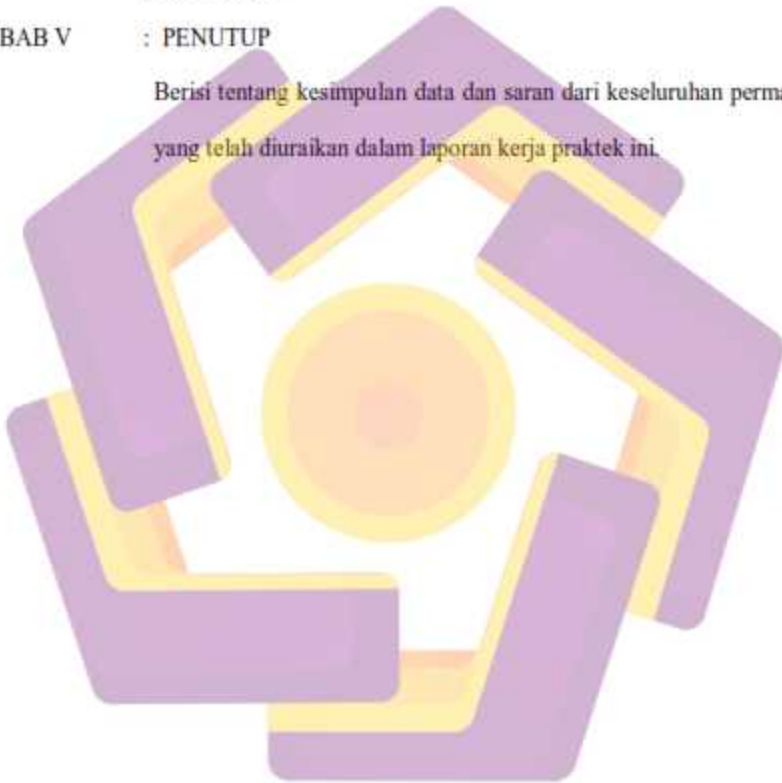 BAB V : PENUTUP
Berisi tentang kesimpulan data dan saran dari keseluruhan
yang telah diuraikan dalam laporan kerja praktek ini.